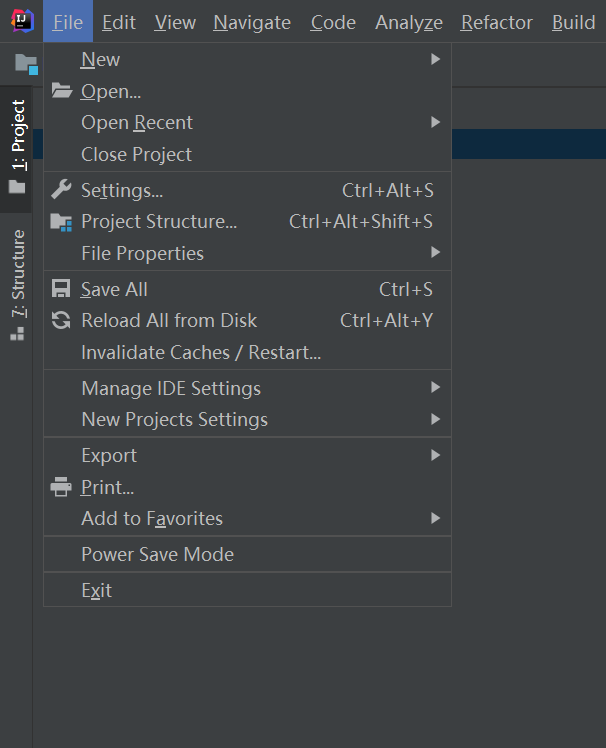 IJ
File Edit View Navigate Code Analyze Refactor Build
1: Project
7: Structure
New
Open...
Open Recent
Close Project
Settings... Ctrl+Alt+S
Project Structure... Ctrl+Alt+Shift+S
File Properties
Save All Ctrl+S
Reload All from Disk Ctrl+Alt+Y
Invalidate Caches / Restart...
Manage IDE Settings
New Projects Settings
Export
Print...
Add to Favorites
Power Save Mode
Exit